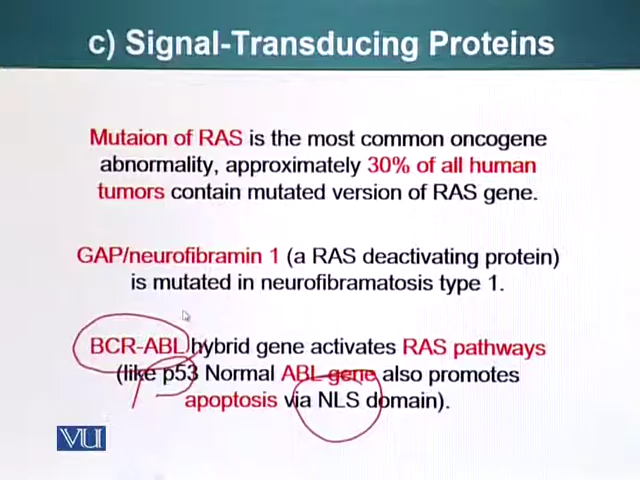 c) Signal-Transducing Proteins
Mutaion of RAS is the most common oncogene
abnormality, approximately 30% of all human
tumors contain mutated version of RAS gene.
GAP/neurofibramin 1 (a RAS deactivating protein)
is mutated in neurofibramatosis type 1.
BCR-ABL hybrid gene activates RAS pathways
(like p53 Normal ABL gene also promotes
apoptosis via NLS domain).
VU